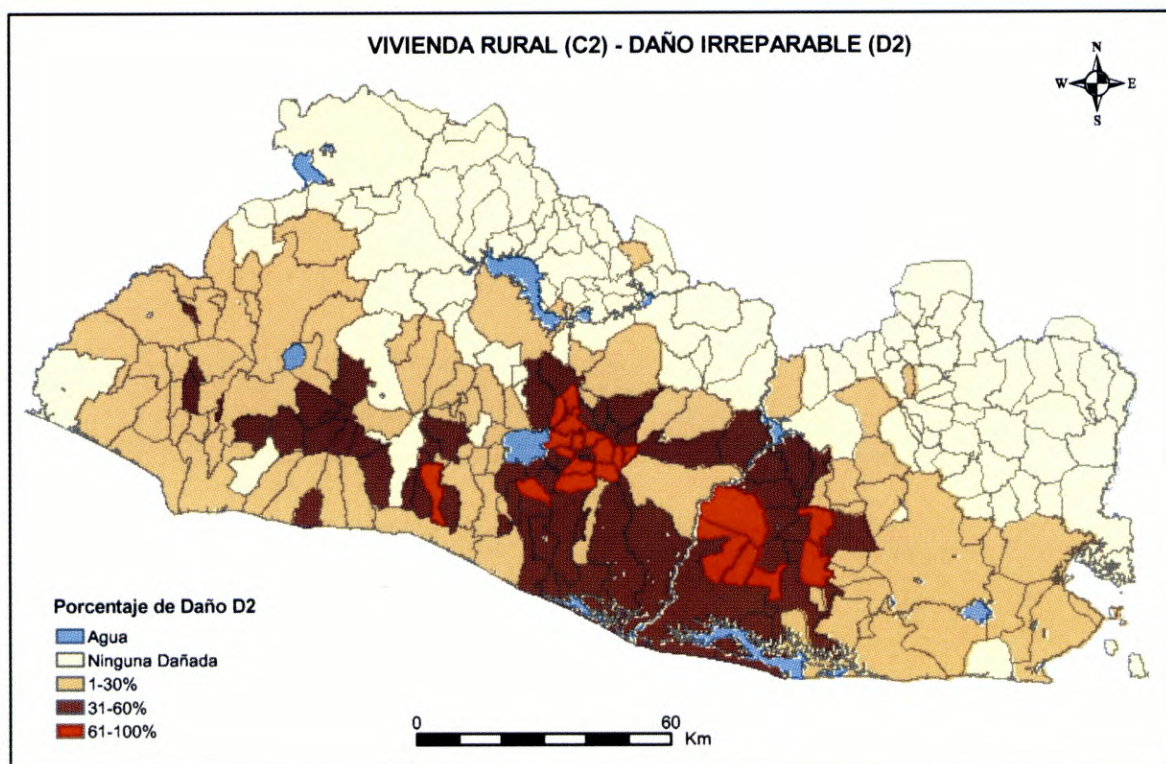 VIVIENDA RURAL (C2) - DAÑO IRREPARABLE (D2)
N
W E
S
Porcentaje de Daño D2
Agua
Ninguna Dañada
1-30%
31-60%
61-100%
0 60
Km